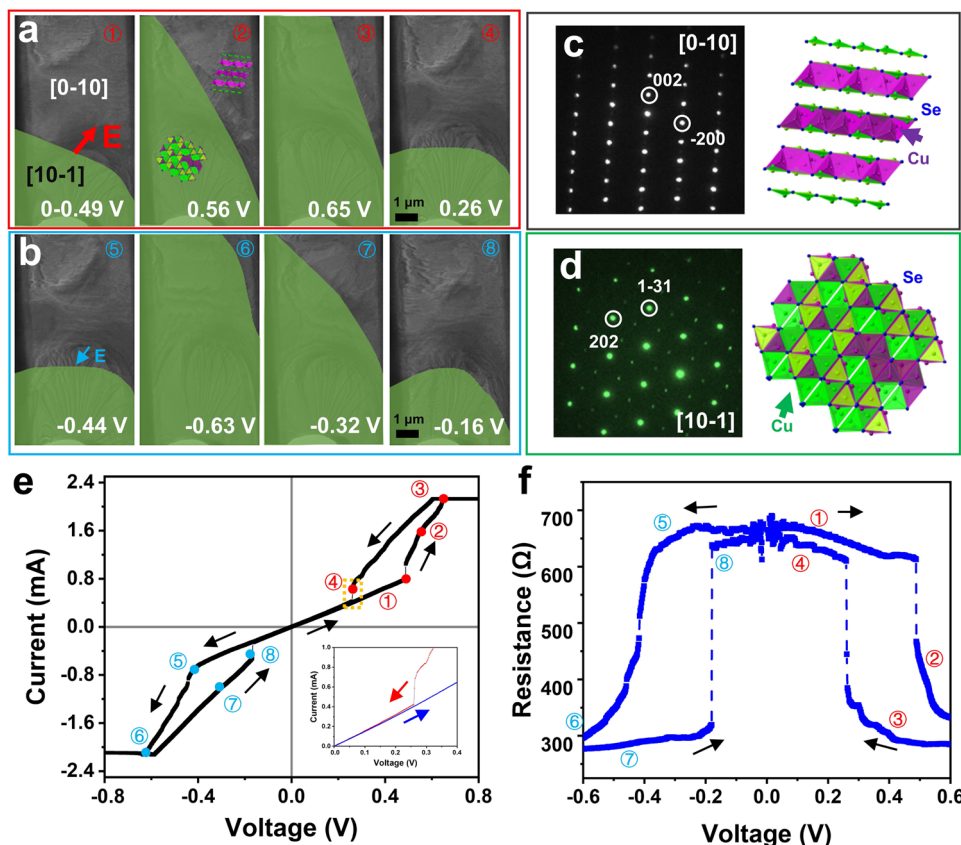 a ① ② ③ ④
[0-10]
E
[10-1]
1 µm
0-0.49 V 0.56 V 0.65 V 0.26 V
b ⑤ ⑥ ⑦ ⑧
E
1 µm
-0.44 V -0.63 V -0.32 V -0.16 V
c [0-10]
002
-200
Se
Cu
d 1-31
202
[10-1]
Se
Cu
e
Current (mA)
2.4
1.6
0.8
0.0
-0.8
-1.6
-2.4
③
②
④
①
⑤
⑧
⑦
⑥
Current (mA)
1.0
0.8
0.6
0.4
0.2
0.0
0.0 0.1 0.2 0.3 0.4
Voltage (V)
-0.8 -0.4 0.0 0.4 0.8
Voltage (V)
f
Resistance (Ω)
700
600
500
400
300
⑤ ①
⑧ ④
②
⑥ ③
⑦
-0.6 -0.4 -0.2 0.0 0.2 0.4 0.6
Voltage (V)